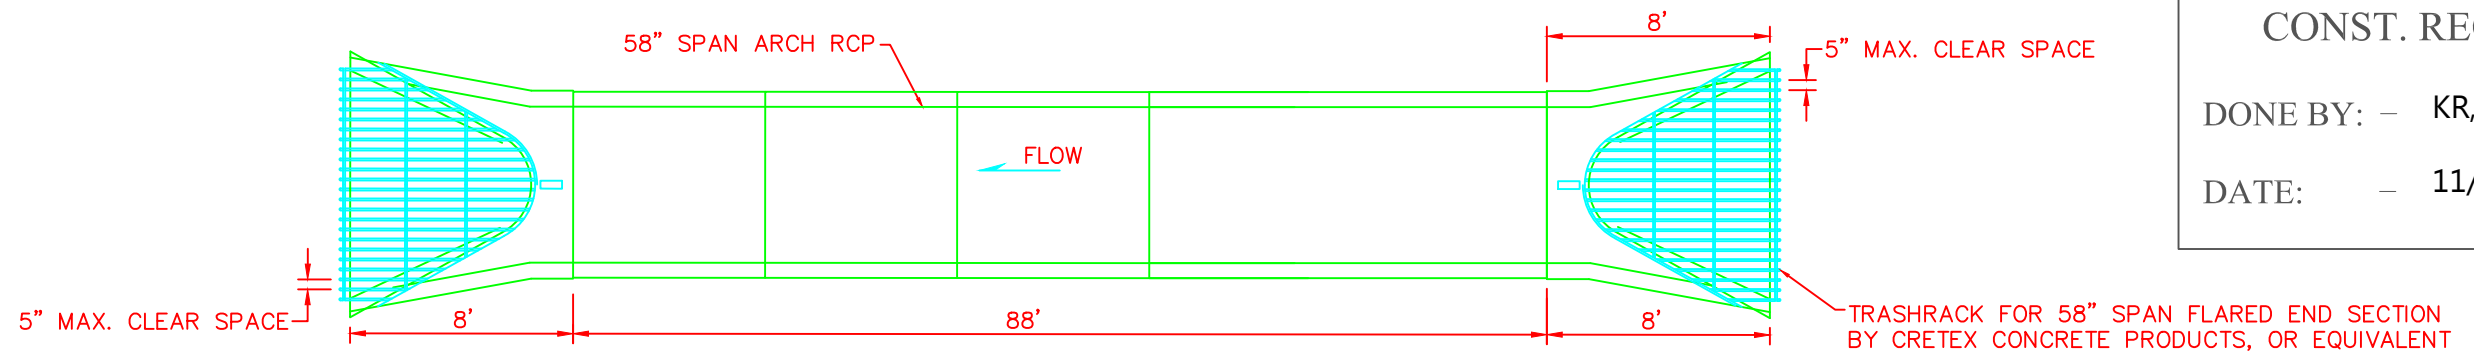 8'
CONST. REC
58” SPAN ARCH RCP
5” MAX. CLEAR SPACE
DONE BY: – KR,
FLOW
DATE: – 11/
5” MAX. CLEAR SPACE
8'
88'
8'
TRASHRACK FOR 58” SPAN FLARED END SECTION
BY CRETEX CONCRETE PRODUCTS, OR EQUIVALENT